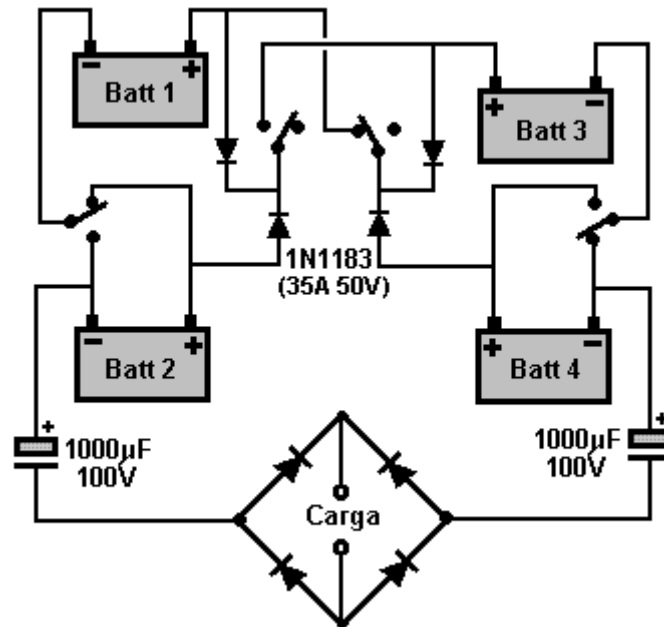 - +
Batt 1
+ -
Batt 3
1N1183
(35A 50V)
- +
Batt 2
+ -
Batt 4
+
1000µF
100V
+
1000µF
100V
Carga